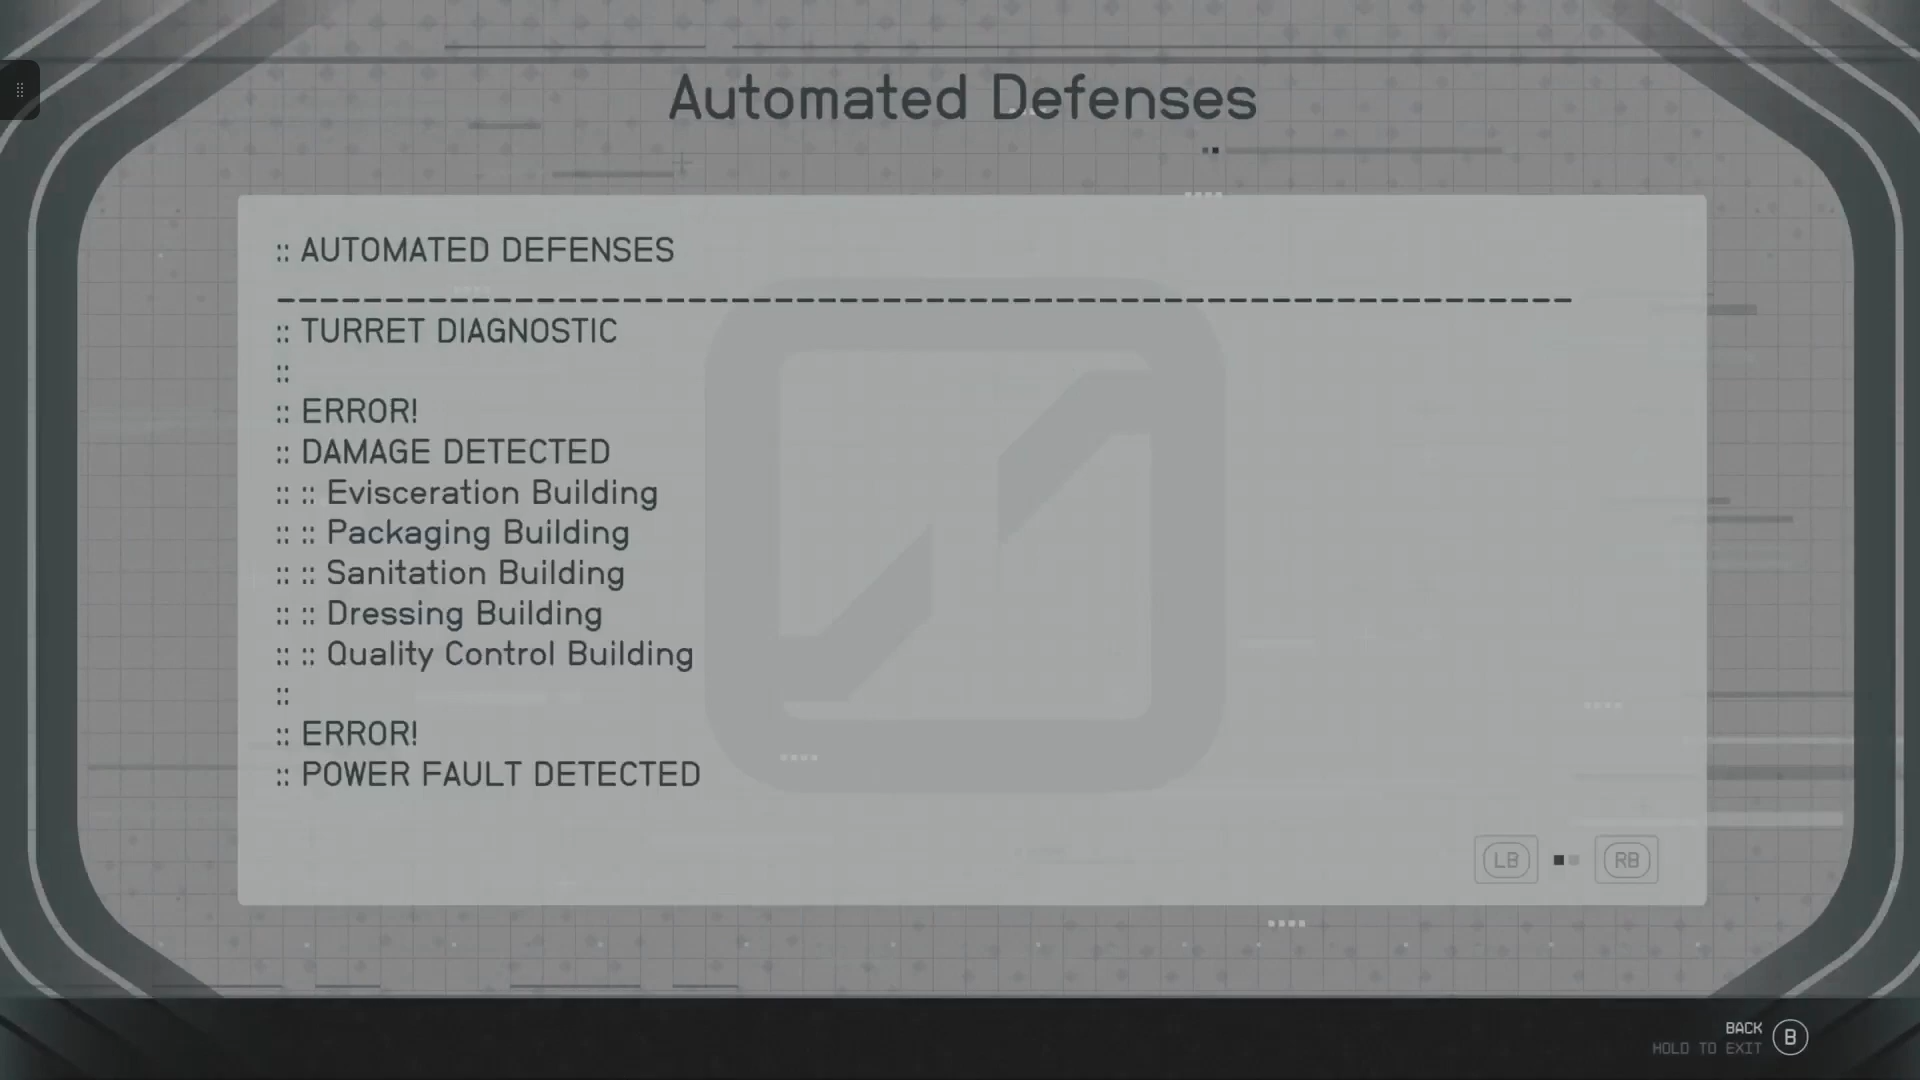 Automated Defenses
:: AUTOMATED DEFENSES
------------------------------------------------------------
:: TURRET DIAGNOSTIC
::
:: ERROR!
:: DAMAGE DETECTED
:: :: Evisceration Building
:: :: Packaging Building
:: :: Sanitation Building
:: :: Dressing Building
:: :: Quality Control Building
::
:: ERROR!
:: POWER FAULT DETECTED
LB RB
BACK
HOLD TO EXIT
B